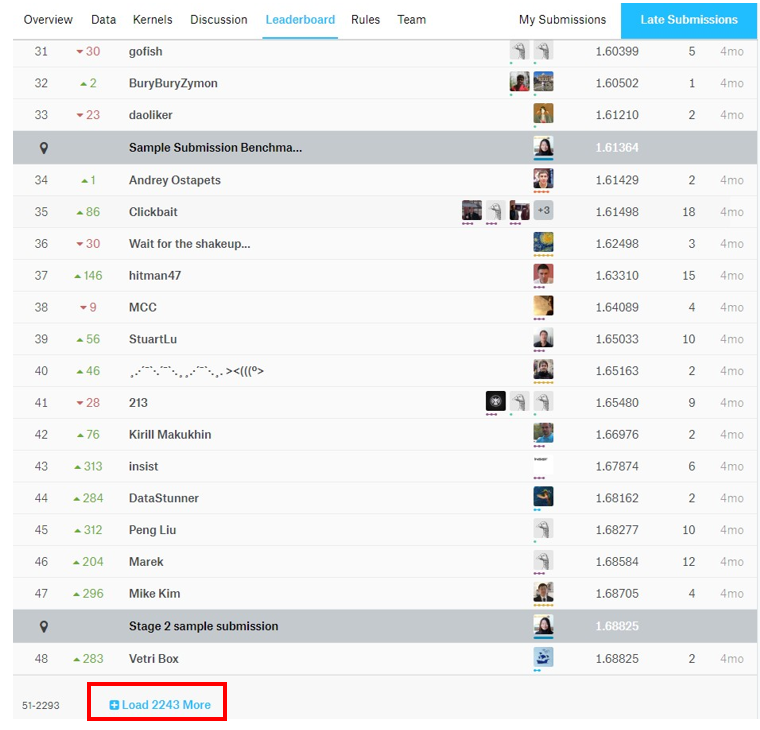 Overview Data Kernels Discussion Leaderboard Rules Team My Submissions Late Submissions
31 30 gofish 1.60399 5 4mo
32 2 BuryBuryZymon 1.60502 1 4mo
33 23 daoliker 1.61210 2 4mo
Sample Submission Benchma... 1.61364
34 1 Andrey Ostapets 1.61429 2 4mo
35 86 Clickbait +3 1.61498 18 4mo
36 30 Wait for the shakeup... 1.62498 3 4mo
37 146 hitman47 1.63310 15 4mo
38 9 MCC 1.64089 4 4mo
39 56 StuartLu 1.65033 10 4mo
40 46 ><(((º> 1.65163 2 4mo
41 28 213 1.65480 9 4mo
42 76 Kirill Makukhin 1.66976 2 4mo
43 313 insist 1.67874 6 4mo
44 284 DataStunner 1.68162 2 4mo
45 312 Peng Liu 1.68277 10 4mo
46 204 Marek 1.68584 12 4mo
47 296 Mike Kim 1.68705 4 4mo
Stage 2 sample submission 1.68825
48 283 Vetri Box 1.68825 2 4mo
51-2293 Load 2243 More